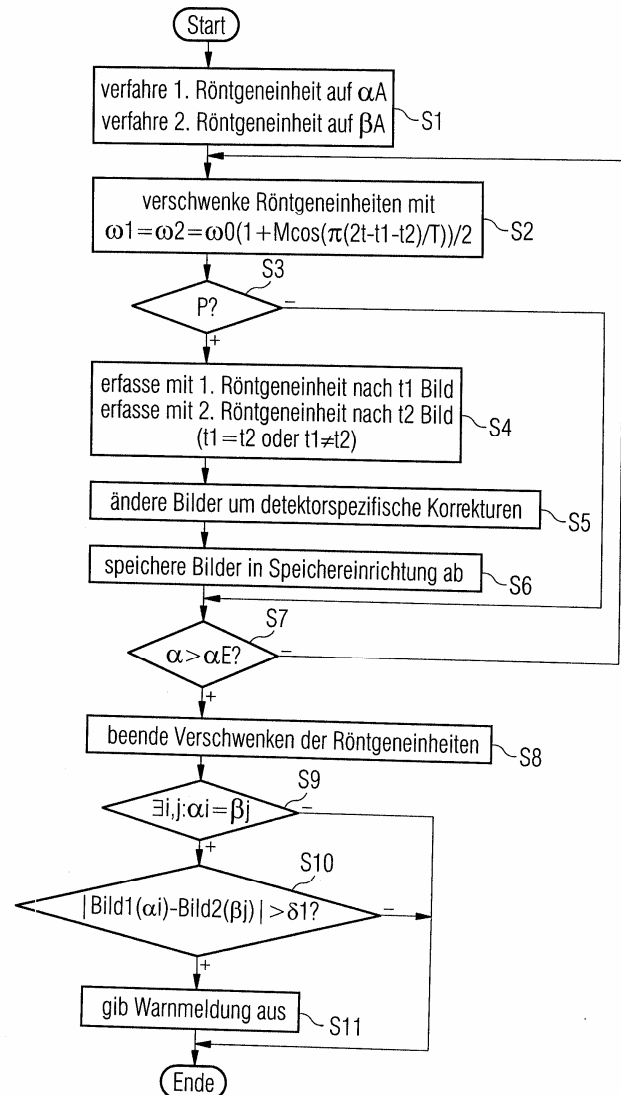 Start
verfahre 1. Röntgeneinheit auf αA
verfahre 2. Röntgeneinheit auf βA
S1
verschwenke Röntgeneinheiten mit
ω1=ω2=ω0(1+Mcos(π(2t-t1-t2)/T))/2
S2
S3
P?
–
+
erfasse mit 1. Röntgeneinheit nach t1 Bild
erfasse mit 2. Röntgeneinheit nach t2 Bild
(t1=t2 oder t1≠t2)
S4
ändere Bilder um detektorspezifische Korrekturen
S5
speichere Bilder in Speichereinrichtung ab
S6
S7
α>αE?
–
+
beende Verschwenken der Röntgeneinheiten
S8
S9
∃i,j:αi=βj
–
+
S10
|Bild1(αi)-Bild2(βj)|>δ1?
–
+
gib Warnmeldung aus
S11
Ende